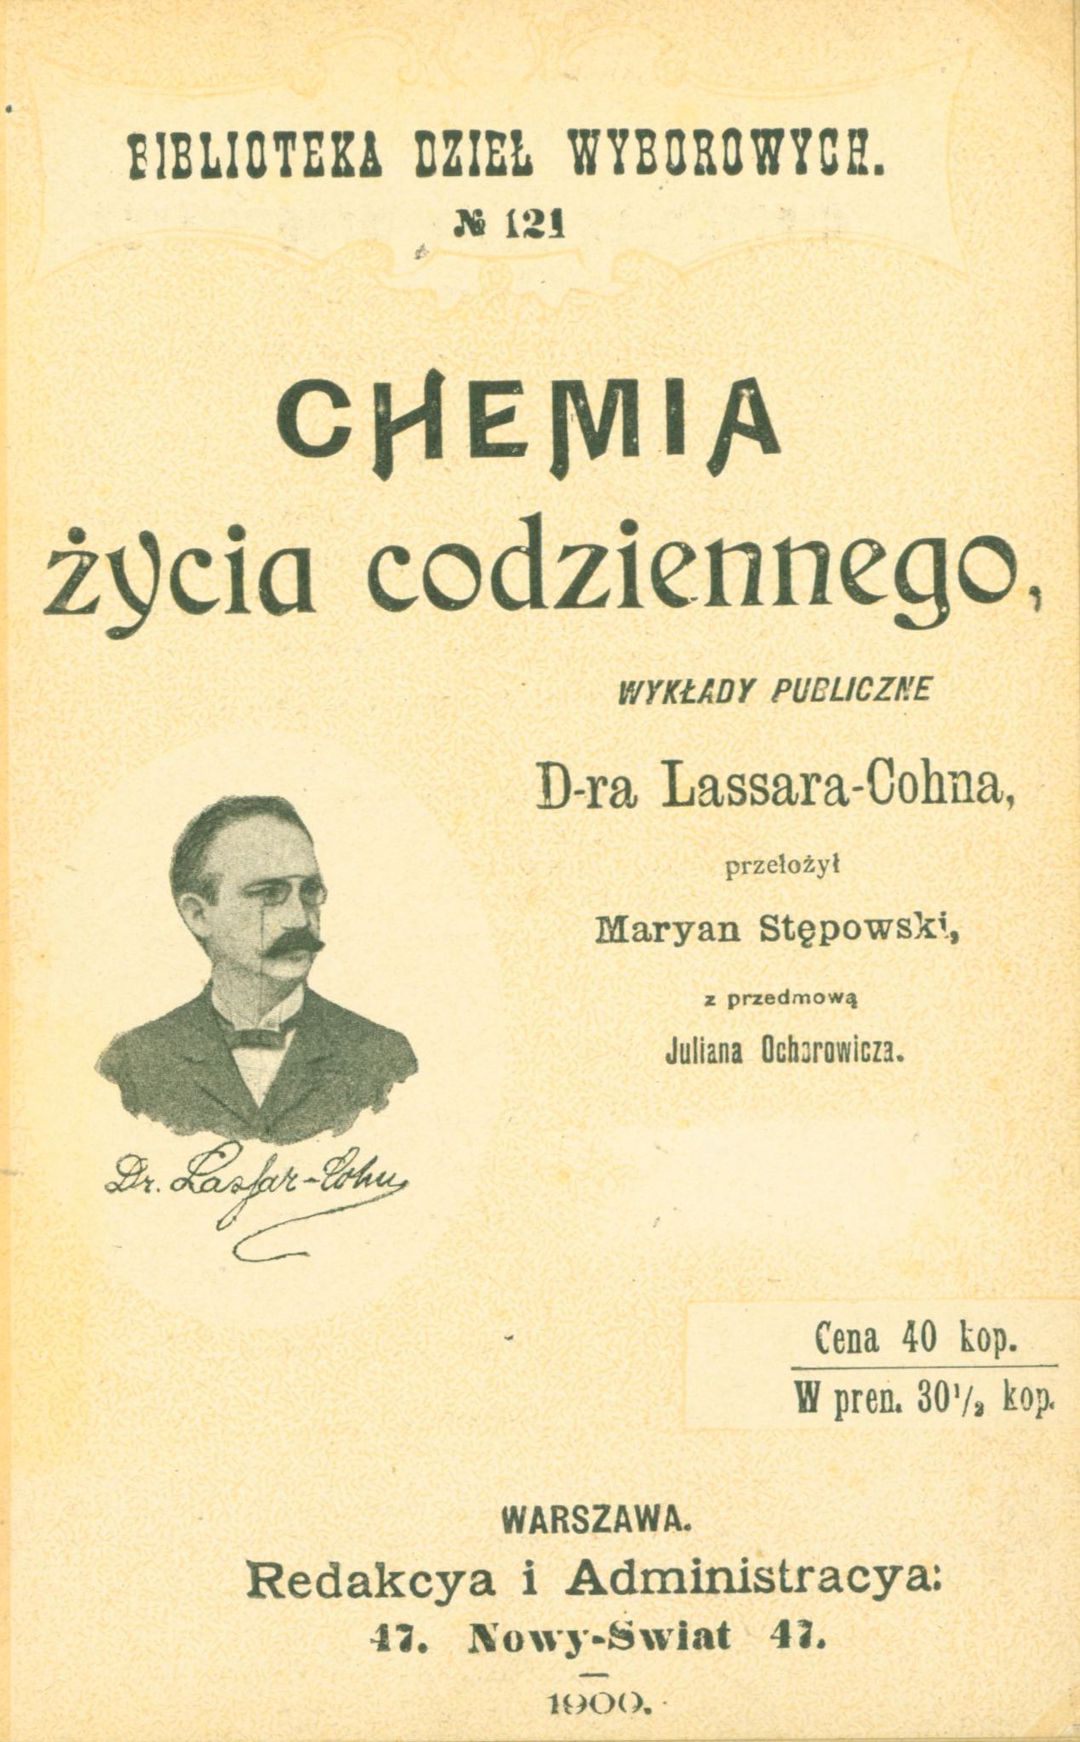 BIBLIOTEKA DZIEŁ WYBOROWYCH.
№ 121
CHEMIA
życia codziennego,
WYKŁADY PUBLICZNE
D-ra Lassara-Cohna,
przełożył
Maryan Stępowski,
z przedmową
Juliana Ochorowicza.
Dr. Lassar-Cohn
Cena 40 kop.
W pren. 30½ kop.
WARSZAWA.
Redakcya i Administracya:
47. Nowy-Swiat 47.
1900.